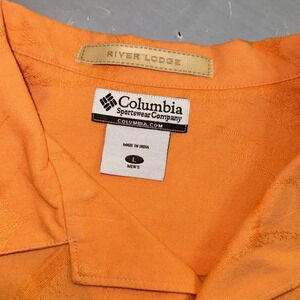 RIVER LODGE
Columbia
Sportswear Company
COLUMBIA.COM
MADE IN INDIA
L
MEN'S